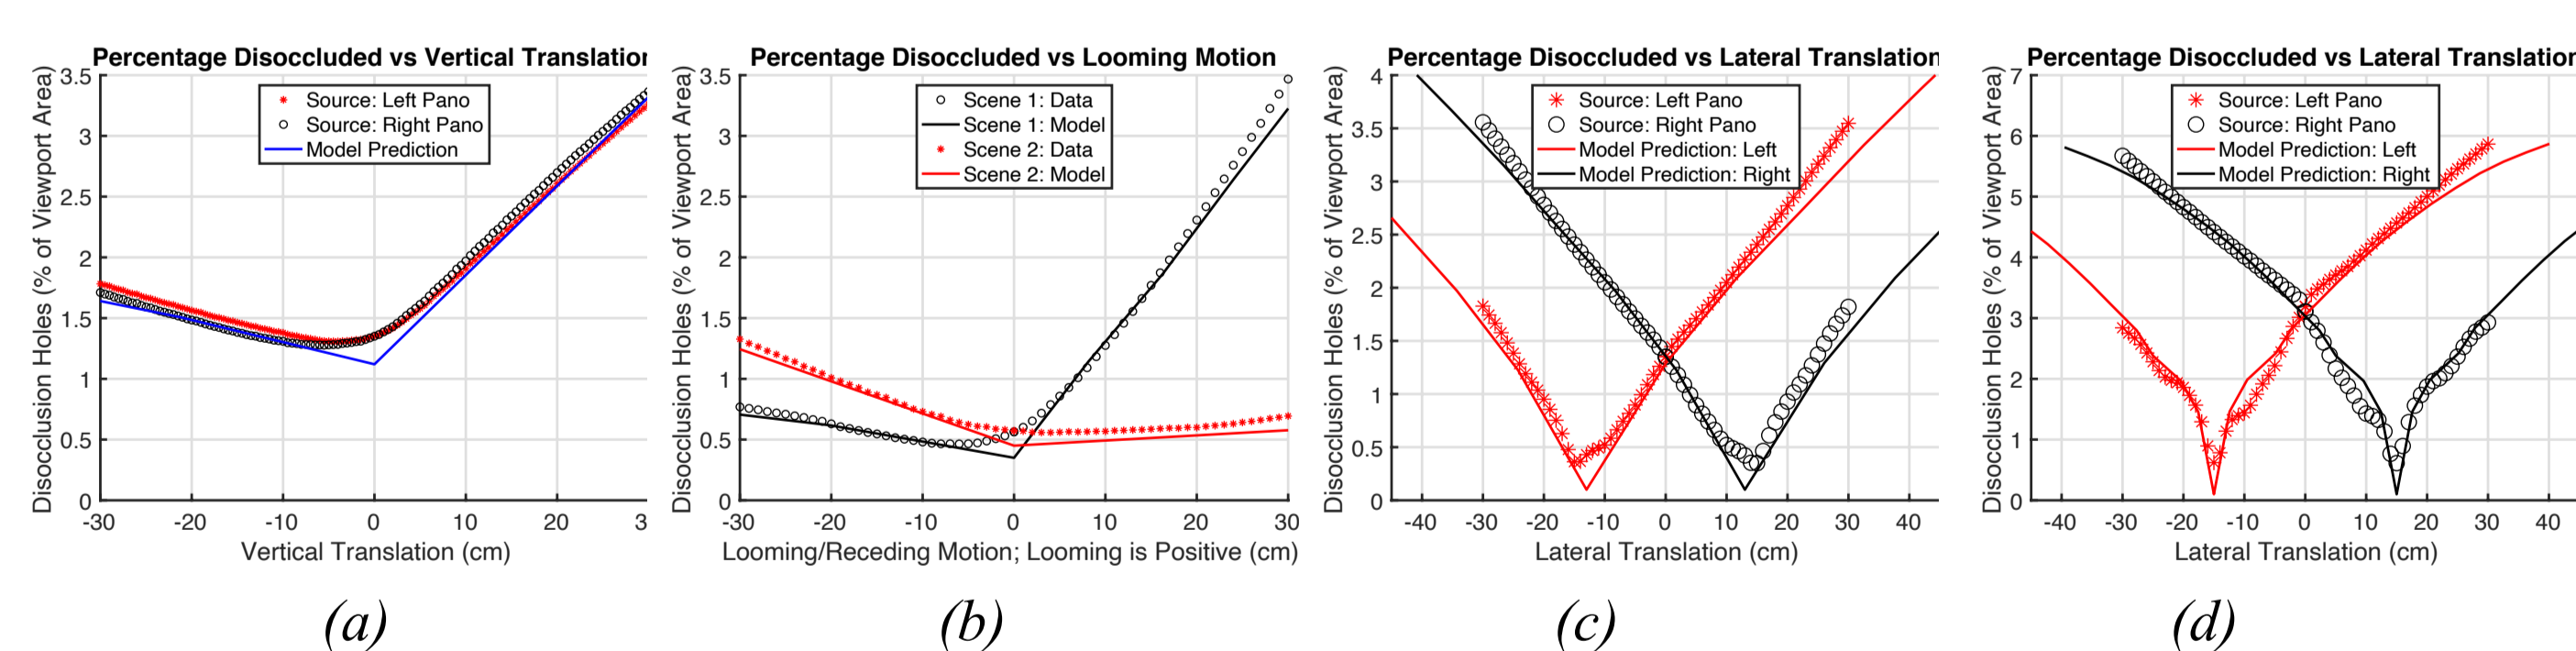 Percentage Disoccluded vs Vertical Translation
Disocclusion Holes (% of Viewport Area)
3.5
3
2.5
2
1.5
1
0.5
0
Source: Left Pano
Source: Right Pano
Model Prediction
-30 -20 -10 0 10 20 3
Vertical Translation (cm)
(a)
Percentage Disoccluded vs Looming Motion
Disocclusion Holes (% of Viewport Area)
3.5
3
2.5
2
1.5
1
0.5
0
Scene 1: Data
Scene 1: Model
Scene 2: Data
Scene 2: Model
-30 -20 -10 0 10 20 30
Looming/Receding Motion; Looming is Positive (cm)
(b)
Percentage Disoccluded vs Lateral Translation
Disocclusion Holes (% of Viewport Area)
4
3.5
3
2.5
2
1.5
1
0.5
0
Source: Left Pano
Source: Right Pano
Model Prediction: Left
Model Prediction: Right
-40 -30 -20 -10 0 10 20 30 40
Lateral Translation (cm)
(c)
Percentage Disoccluded vs Lateral Translation
Disocclusion Holes (% of Viewport Area)
7
6
5
4
3
2
1
0
Source: Left Pano
Source: Right Pano
Model Prediction: Left
Model Prediction: Right
-40 -30 -20 -10 0 10 20 30 40
Lateral Translation (cm)
(d)